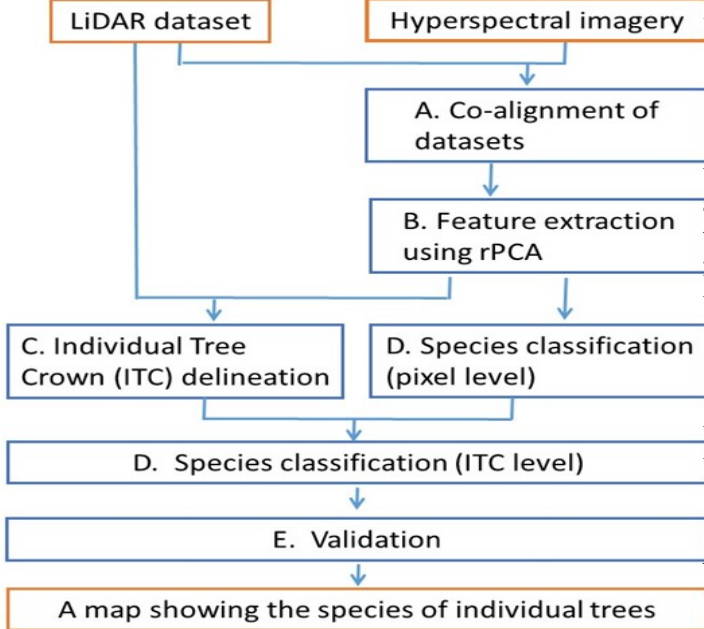 LiDAR dataset
Hyperspectral imagery
A. Co-alignment of
datasets
B. Feature extraction
using rPCA
C. Individual Tree
Crown (ITC) delineation
D. Species classification
(pixel level)
D. Species classification (ITC level)
E. Validation
A map showing the species of individual trees